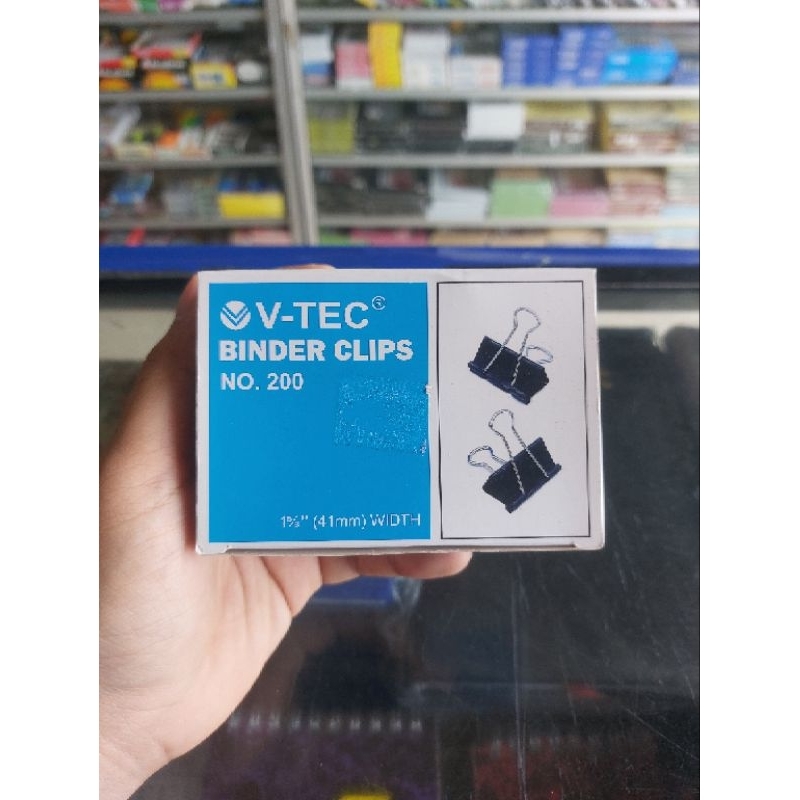 V-TEC®
BINDER CLIPS
NO. 200
1⅝" (41mm) WIDTH